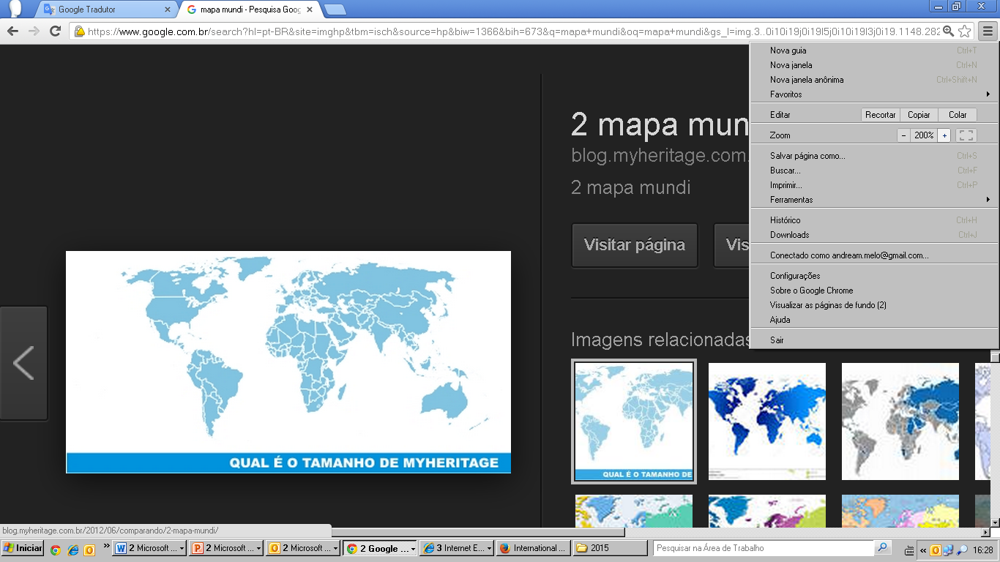 Google Tradutor
mapa mundi - Pesquisa Goog
https://www.google.com.br/search?hl=pt-BR&site=imghp&tbm=isch&source=hp&biw=1366&bih=673&q=mapa+mundi&oq=mapa+mundi&gs_l=img.3..0i10i19j0i19l5j0i10i19l3j0i19.1148.282
Nova guia Ctrl+T
Nova janela Ctrl+N
Nova janela anônima Ctrl+Shift+N
Favoritos
Editar Recortar Copiar Colar
Zoom - 200% +
Salvar página como... Ctrl+S
Buscar... Ctrl+F
Imprimir... Ctrl+P
Ferramentas
Histórico Ctrl+H
Downloads Ctrl+J
Conectado como andream.melo@gmail.com...
Configurações
Sobre o Google Chrome
Visualizar as páginas de fundo (2)
Ajuda
Sair
2 mapa mun
blog.myheritage.com.
2 mapa mundi
Visitar página
Vis
Imagens relacionadas
QUAL É O TAMANHO DE MYHERITAGE
QUAL É O TAMANHO DE
blog.myheritage.com.br/2012/06/comparando/2-mapa-mundi/
Iniciar
»
2 Microsoft ...
2 Microsoft ...
2 Microsoft ...
2 Google ...
3 Internet E...
International ...
2015
Pesquisar na Área de Trabalho
«
16:28